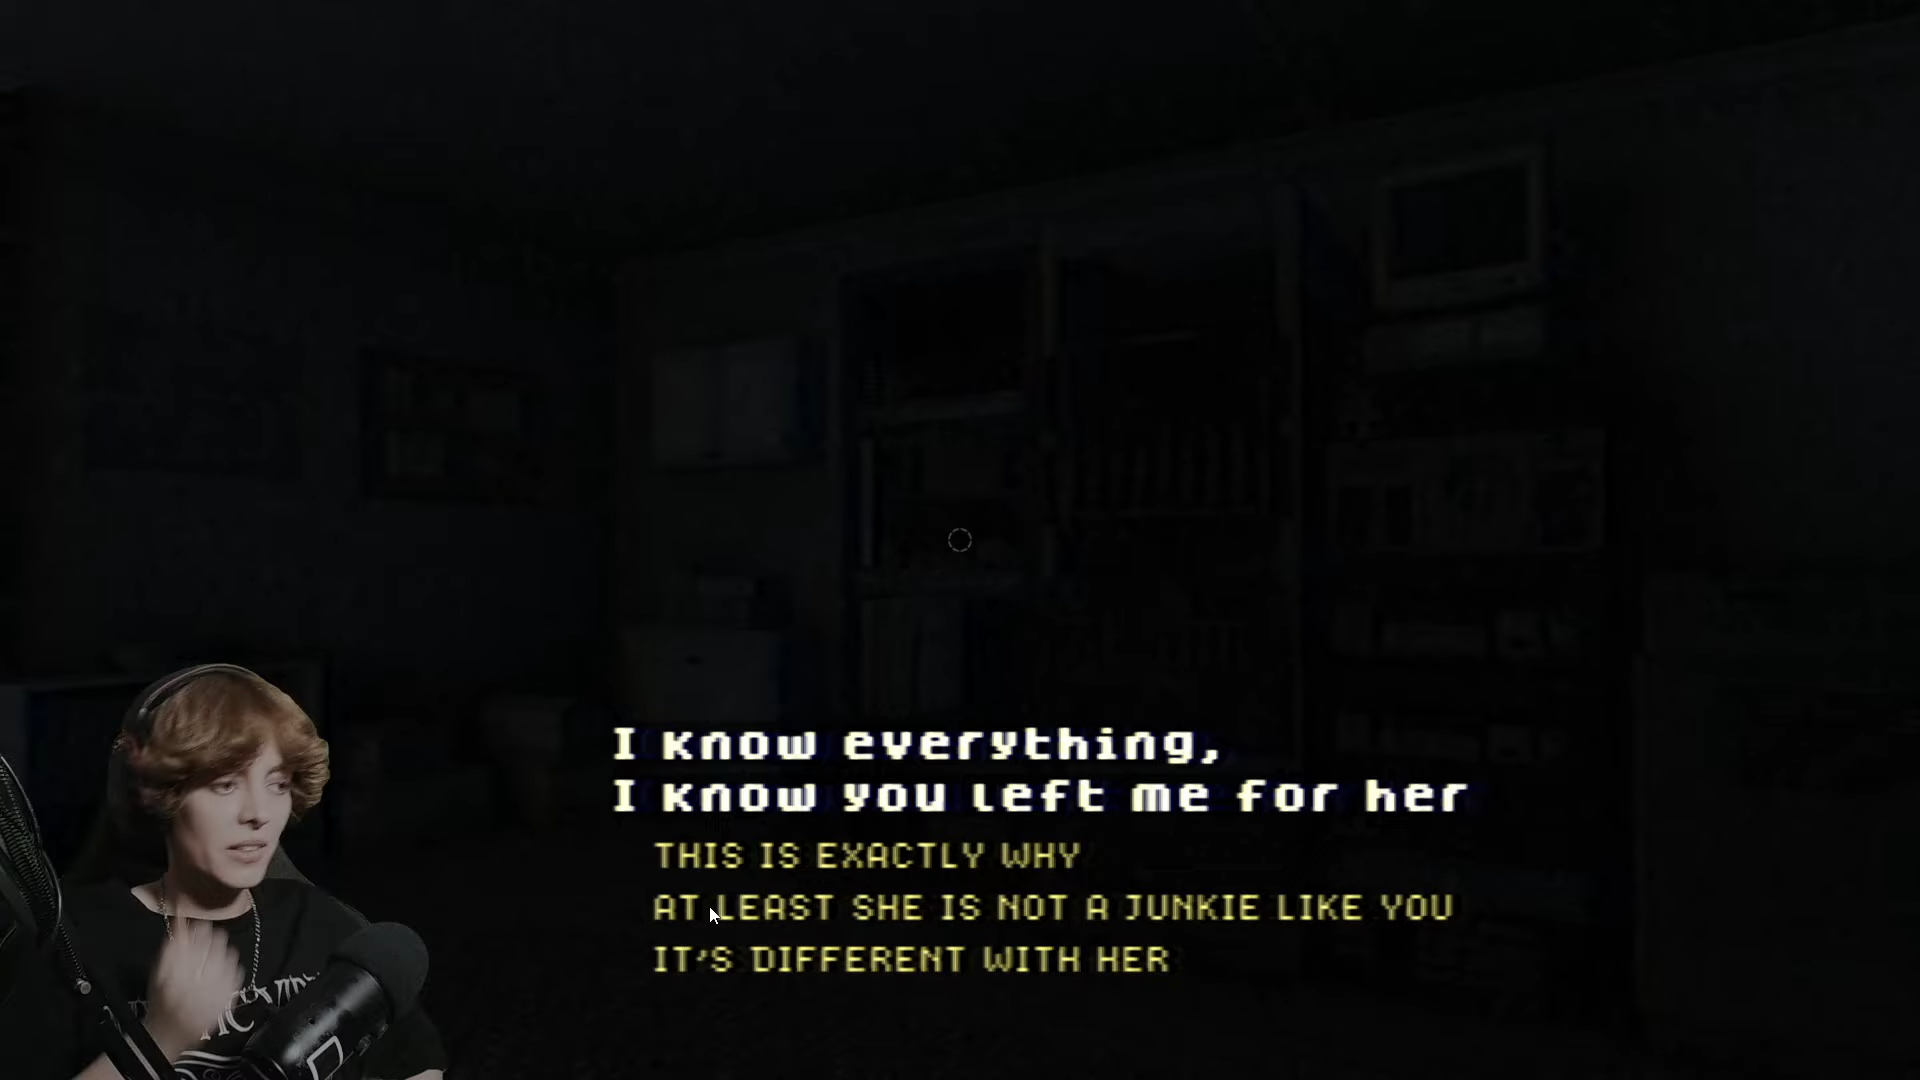 I know everything,
I know you left me for her
THIS IS EXACTLY WHY
AT LEAST SHE IS NOT A JUNKIE LIKE YOU
IT'S DIFFERENT WITH HER